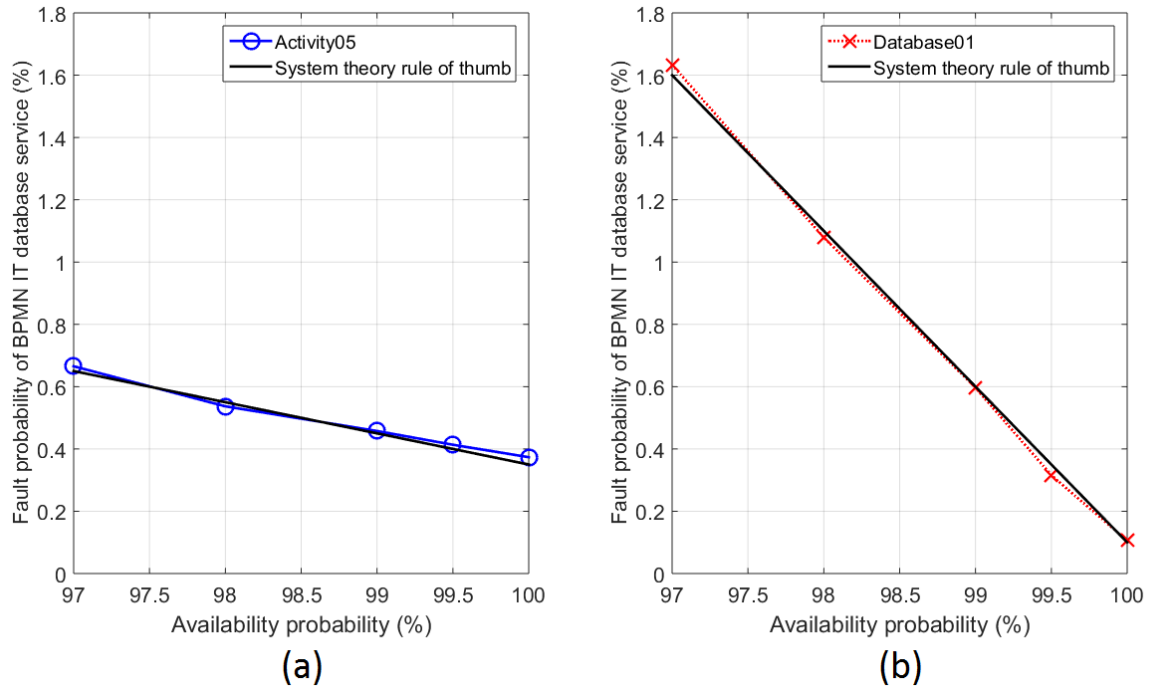 Fault probability of BPMN IT database service (%)
1.8
1.6
1.4
1.2
1
0.8
0.6
0.4
0.2
0
Activity05
System theory rule of thumb
97 97.5 98 98.5 99 99.5 100
Availability probability (%)
(a)
Fault probability of BPMN IT database service (%)
1.8
1.6
1.4
1.2
1
0.8
0.6
0.4
0.2
0
Database01
System theory rule of thumb
97 97.5 98 98.5 99 99.5 100
Availability probability (%)
(b)